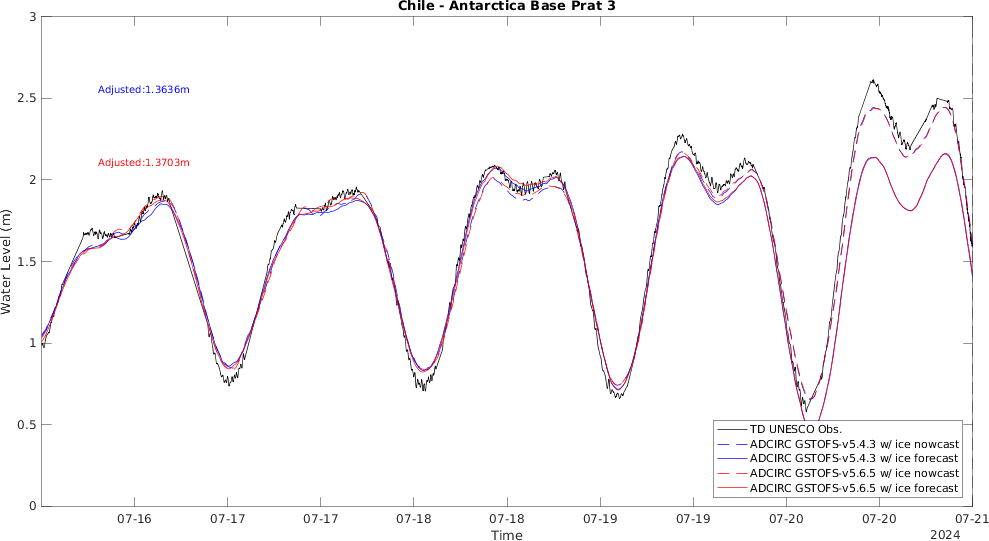 Chile - Antarctica Base Prat 3
Water Level (m)
3
2.5
2
1.5
1
0.5
0
Adjusted:1.3636m
Adjusted:1.3703m
TD UNESCO Obs.
ADCIRC GSTOFS-v5.4.3 w/ ice nowcast
ADCIRC GSTOFS-v5.4.3 w/ ice forecast
ADCIRC GSTOFS-v5.6.5 w/ ice nowcast
ADCIRC GSTOFS-v5.6.5 w/ ice forecast
07-16 07-17 07-17 07-18 07-18 07-19 07-19 07-20 07-20 07-21
Time
2024